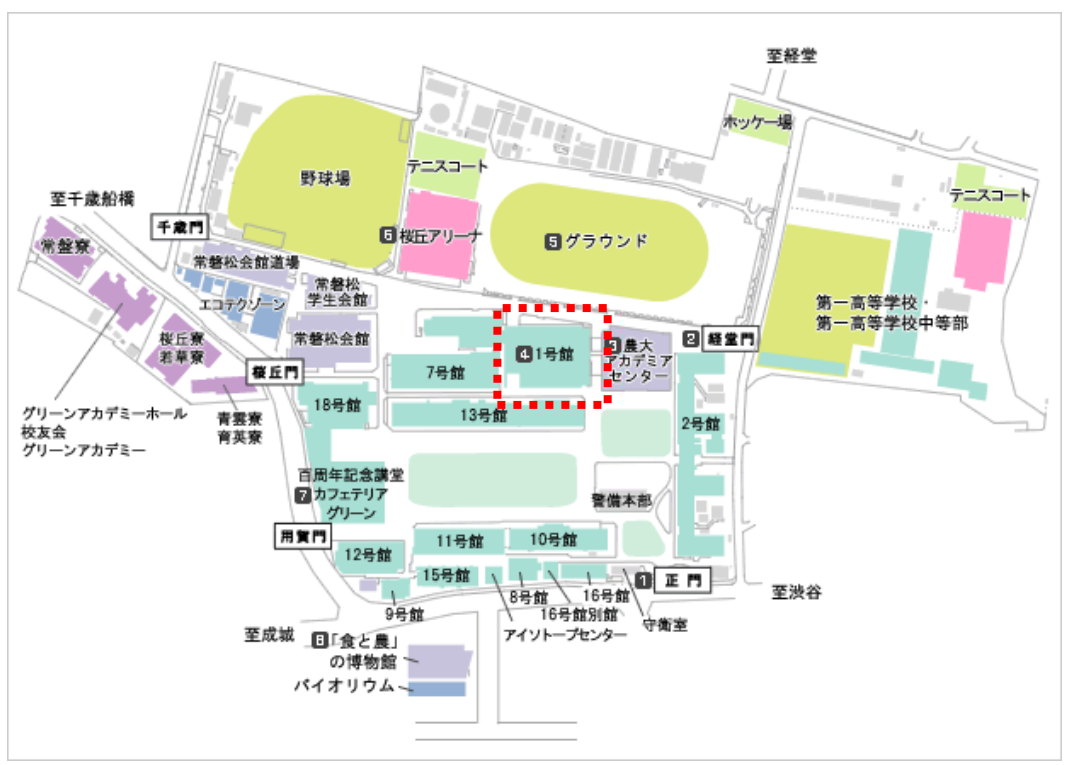 至経堂
ホッケー場
テニスコート
野球場
至千歳船橋
千歳門
テニスコート
6 桜丘アリーナ
5 グラウンド
常盤寮
常磐松会館道場
エコテクゾーン
常磐松
学生会館
第一高等学校・
第一高等学校中等部
桜丘寮
若草寮
常磐松会館
4 1号館
3 農大
アカデミア
センター
2 経堂門
桜丘門
7号館
18号館
13号館
2号館
グリーンアカデミーホール
校友会
グリーンアカデミー
青雲寮
育英寮
百周年記念講堂
7 カフェテリア
グリーン
警備本部
用賀門
12号館
11号館
10号館
15号館
9号館
8号館
16号館
16号館別館
アイソトープセンター
守衛室
1 正門
至渋谷
至成城
8 「食と農」
の博物館
バイオリウム